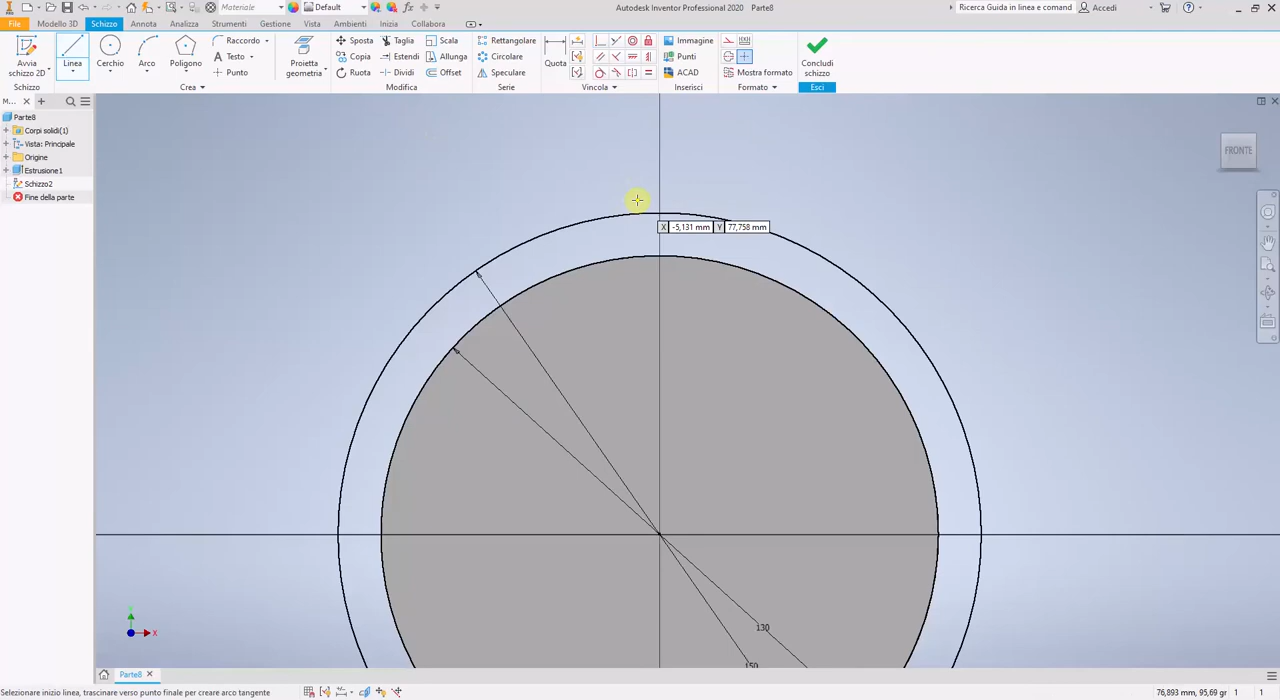 Materiale Default Autodesk Inventor Professional 2020 Parte8 Ricerca Guida in linea e comand Accedi
File Modello 3D Schizzo Annota Analizza Strumenti Gestione Vista Ambienti Inizia Collabora
Avvia schizzo 2D Linea Cerchio Arco Poligono Raccordo Testo Punto Proietta geometria
Sposta Taglia Scala
Copia Estendi Allunga
Ruota Dividi Offset
Rettangolare
Circolare
Speculare
Quota
Immagine
Punti
ACAD
Mostra formato
Concludi schizzo
Schizzo Crea Modifica Serie Vincola Inserisci Formato Esci
M...
Parte8
Corpi solidi(1)
Vista: Principale
Origine
Estrusione1
Schizzo2
Fine della parte
FRONTE
X -5,131 mm Y 77,758 mm
130
150
Y
X
Parte8
Selezionare inizio linea, trascinare verso punto finale per creare arco tangente 76,893 mm, 95,69 gr 1 1